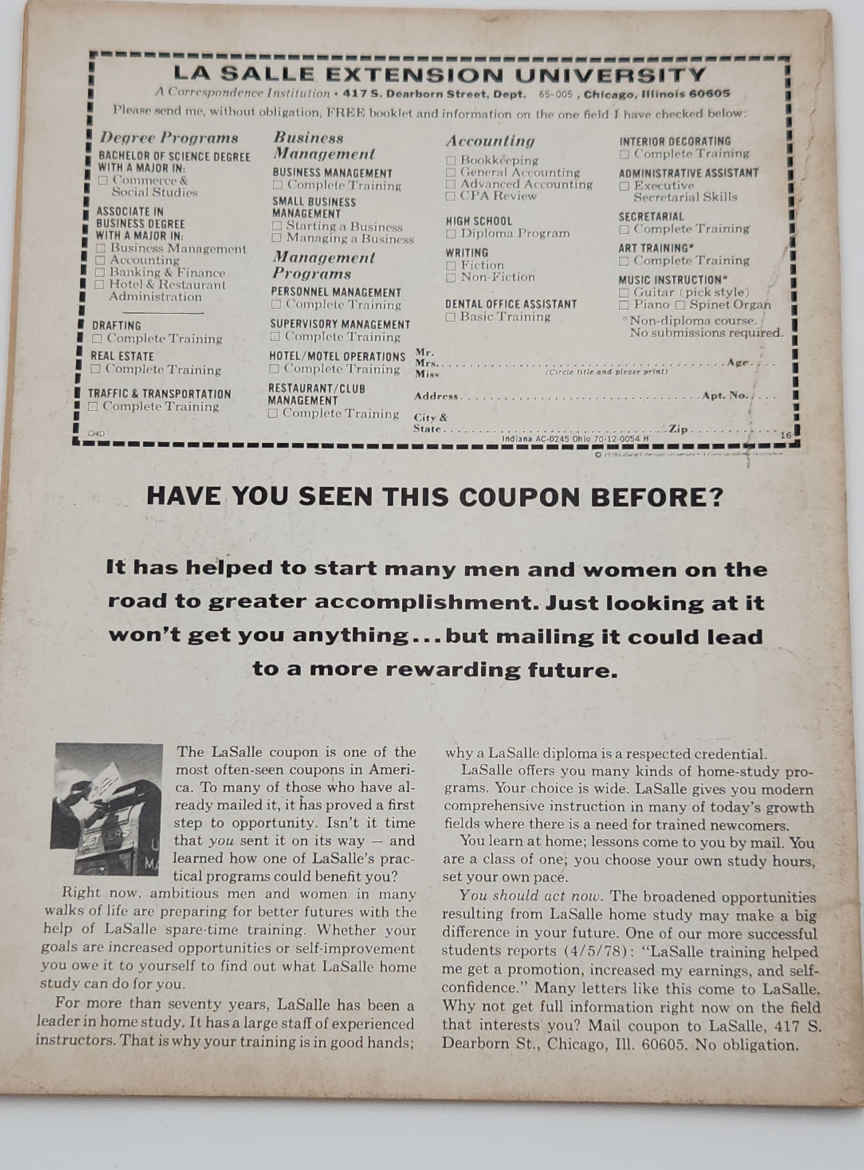 LA SALLE EXTENSION UNIVERSITY
A Correspondence Institution • 417 S. Dearborn Street, Dept. 65-005 , Chicago, Illinois 60605
Please send me, without obligation, FREE booklet and information on the one field I have checked below:
Degree Programs
BACHELOR OF SCIENCE DEGREE
WITH A MAJOR IN:
☐ Commerce &
Social Studies
ASSOCIATE IN
BUSINESS DEGREE
WITH A MAJOR IN:
☐ Business Management
☐ Accounting
☐ Banking & Finance
☐ Hotel & Restaurant
Administration
DRAFTING
☐ Complete Training
REAL ESTATE
☐ Complete Training
TRAFFIC & TRANSPORTATION
☐ Complete Training
Business
Management
BUSINESS MANAGEMENT
☐ Complete Training
SMALL BUSINESS
MANAGEMENT
☐ Starting a Business
☐ Managing a Business
Management
Programs
PERSONNEL MANAGEMENT
☐ Complete Training
SUPERVISORY MANAGEMENT
☐ Complete Training
HOTEL/MOTEL OPERATIONS
☐ Complete Training
RESTAURANT/CLUB
MANAGEMENT
☐ Complete Training
Accounting
☐ Bookkeeping
☐ General Accounting
☐ Advanced Accounting
☐ CPA Review
HIGH SCHOOL
☐ Diploma Program
WRITING
☐ Fiction
☐ Non-Fiction
DENTAL OFFICE ASSISTANT
☐ Basic Training
INTERIOR DECORATING
☐ Complete Training
ADMINISTRATIVE ASSISTANT
☐ Executive
Secretarial Skills
SECRETARIAL
☐ Complete Training
ART TRAINING*
☐ Complete Training
MUSIC INSTRUCTION*
☐ Guitar (pick style)
☐ Piano ☐ Spinet Organ
*Non-diploma course.
No submissions required.
Mr.
Mrs. Age
Miss (Circle title and please print)
Address Apt. No.
City &
State Zip
Indiana AC-0245 Ohio 70-12-0054 H
16
HAVE YOU SEEN THIS COUPON BEFORE?
It has helped to start many men and women on the
road to greater accomplishment. Just looking at it
won't get you anything...but mailing it could lead
to a more rewarding future.
The LaSalle coupon is one of the
most often-seen coupons in Ameri-
ca. To many of those who have al-
ready mailed it, it has proved a first
step to opportunity. Isn't it time
that you sent it on its way — and
learned how one of LaSalle's prac-
tical programs could benefit you?
Right now, ambitious men and women in many
walks of life are preparing for better futures with the
help of LaSalle spare-time training. Whether your
goals are increased opportunities or self-improvement
you owe it to yourself to find out what LaSalle home
study can do for you.
For more than seventy years, LaSalle has been a
leader in home study. It has a large staff of experienced
instructors. That is why your training is in good hands;
why a LaSalle diploma is a respected credential.
LaSalle offers you many kinds of home-study pro-
grams. Your choice is wide. LaSalle gives you modern
comprehensive instruction in many of today's growth
fields where there is a need for trained newcomers.
You learn at home; lessons come to you by mail. You
are a class of one; you choose your own study hours,
set your own pace.
You should act now. The broadened opportunities
resulting from LaSalle home study may make a big
difference in your future. One of our more successful
students reports (4/5/78): "LaSalle training helped
me get a promotion, increased my earnings, and self-
confidence." Many letters like this come to LaSalle.
Why not get full information right now on the field
that interests you? Mail coupon to LaSalle, 417 S.
Dearborn St., Chicago, Ill. 60605. No obligation.